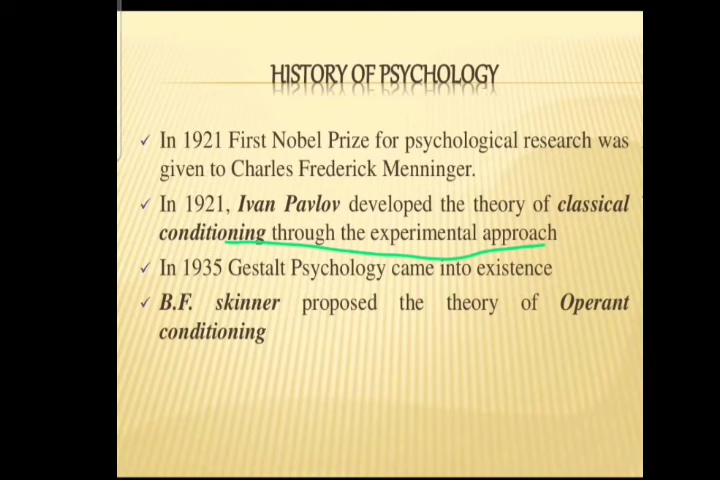 HISTORY OF PSYCHOLOGY
✓ In 1921 First Nobel Prize for psychological research was
given to Charles Frederick Menninger.
✓ In 1921, Ivan Pavlov developed the theory of classical
conditioning through the experimental approach
✓ In 1935 Gestalt Psychology came into existence
✓ B.F. skinner proposed the theory of Operant
conditioning